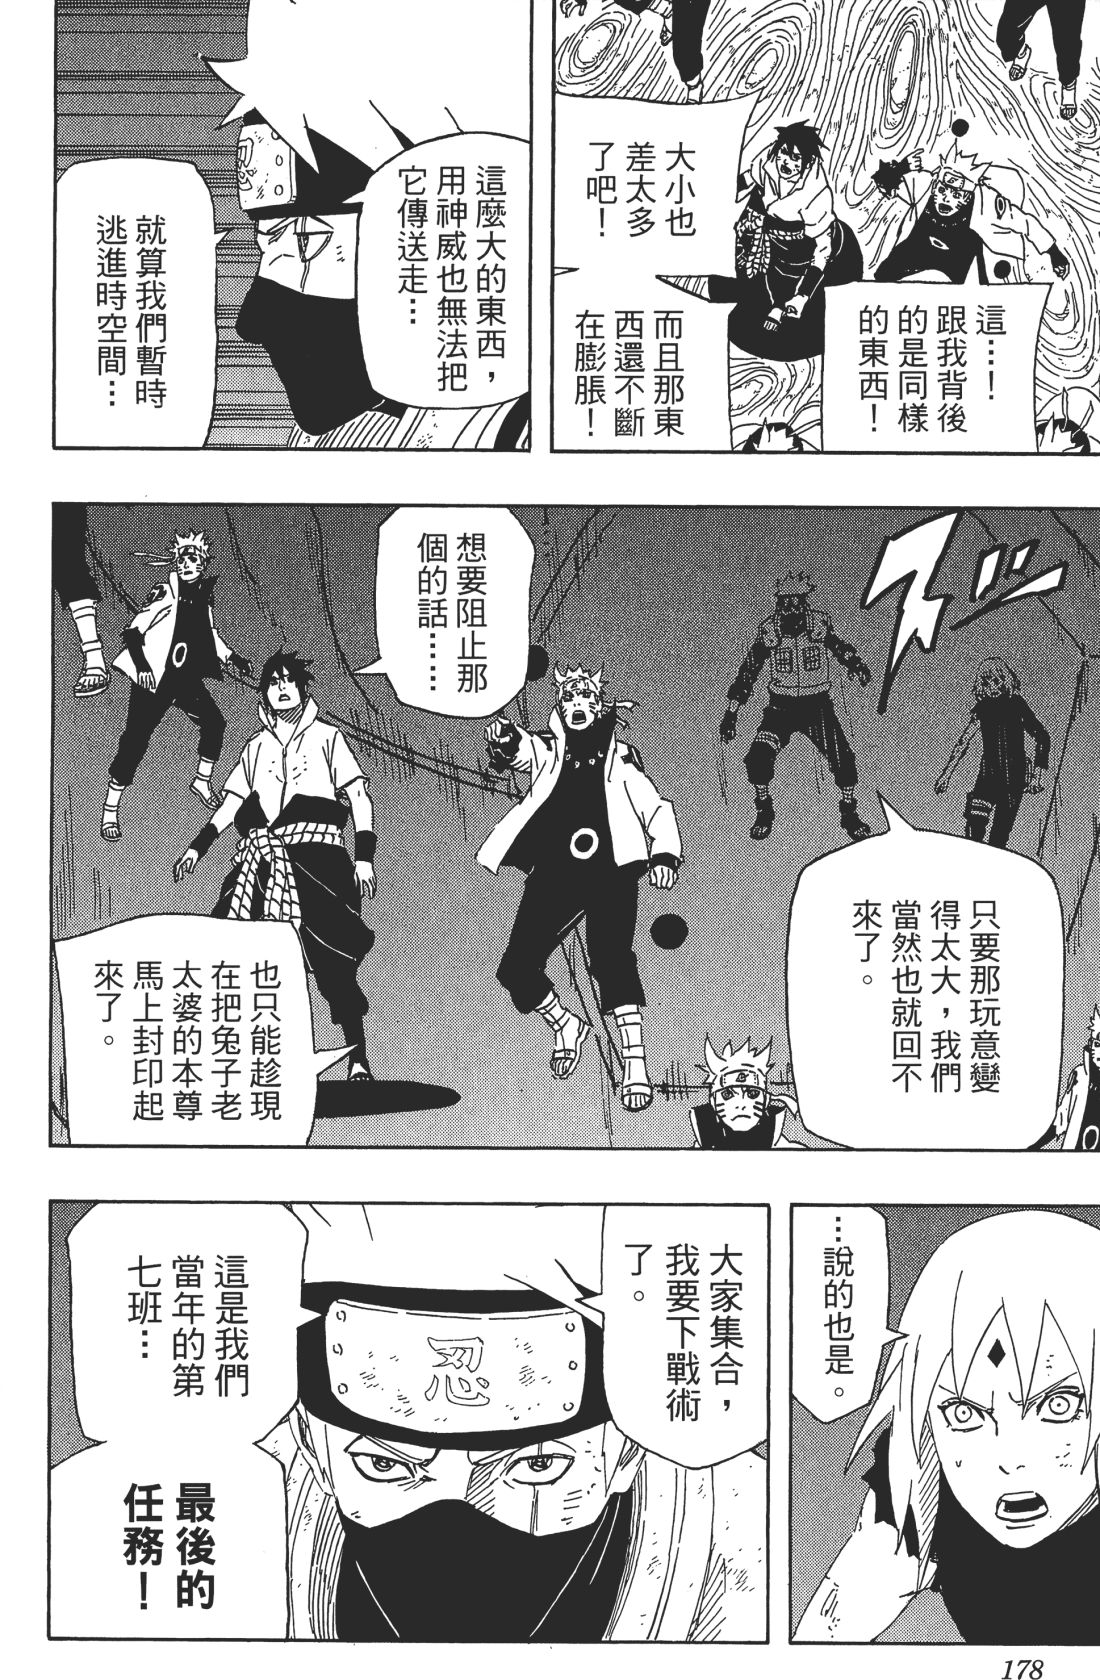 這⋯！
跟我背後
的是同樣
的東西！
大小也
差太多
了吧！
而且那東
西還不斷
在膨脹！
這麼大的東西，
用神威也無法把
它傳送走⋯
就算我們暫時
逃進時空間⋯
只要那玩意變
得太大，我們
當然也就回不
來了。
想要阻止那
個的話⋯⋯
也只能趁現
在把兔子老
太婆的本尊
馬上封印起
來了。
⋯說的也是。
大家集合，
我要下戰術
了。
忍
這是我們
當年的第
七班⋯
最後的
任務！
178